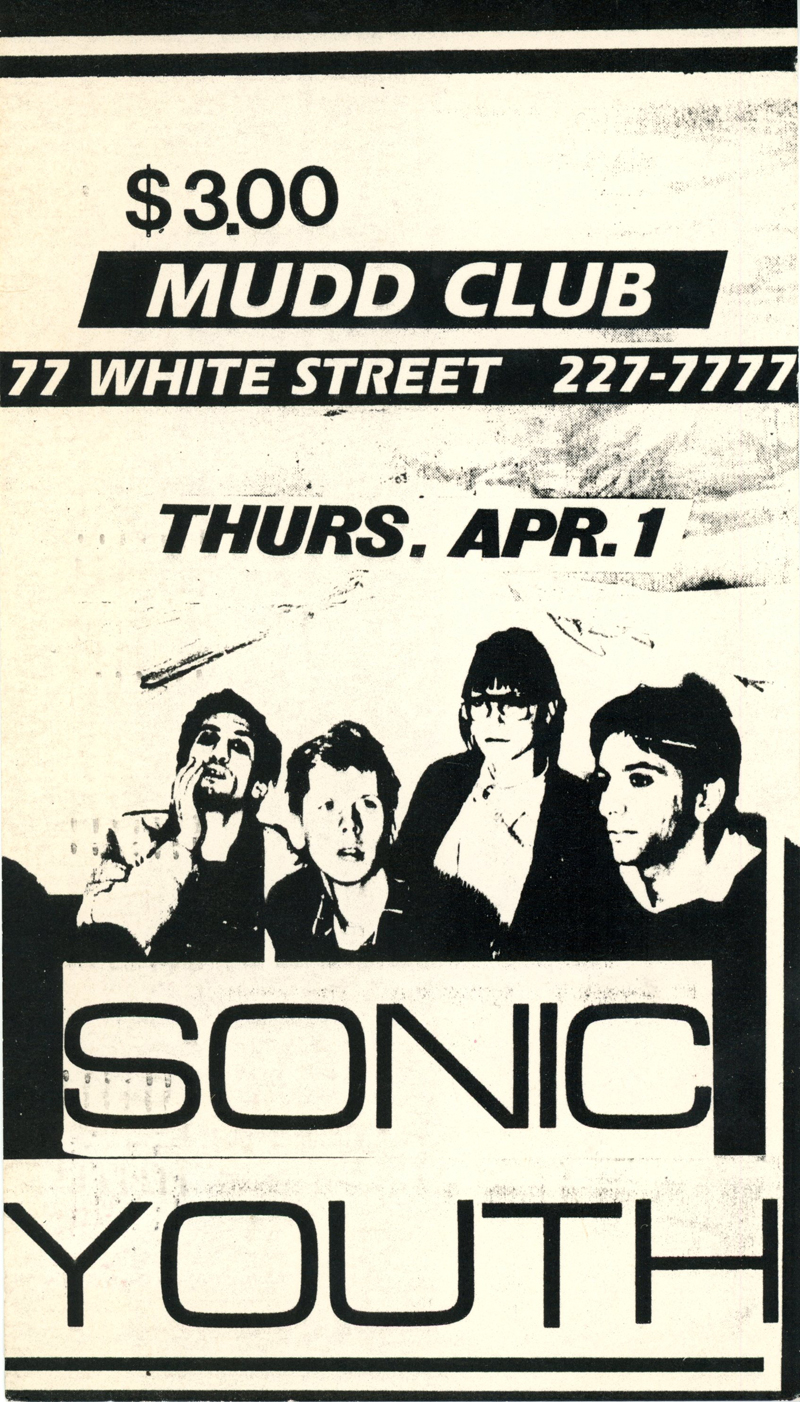 $3.00
MUDD CLUB
77 WHITE STREET 227-7777
THURS. APR. 1
SONIC
YOUTH